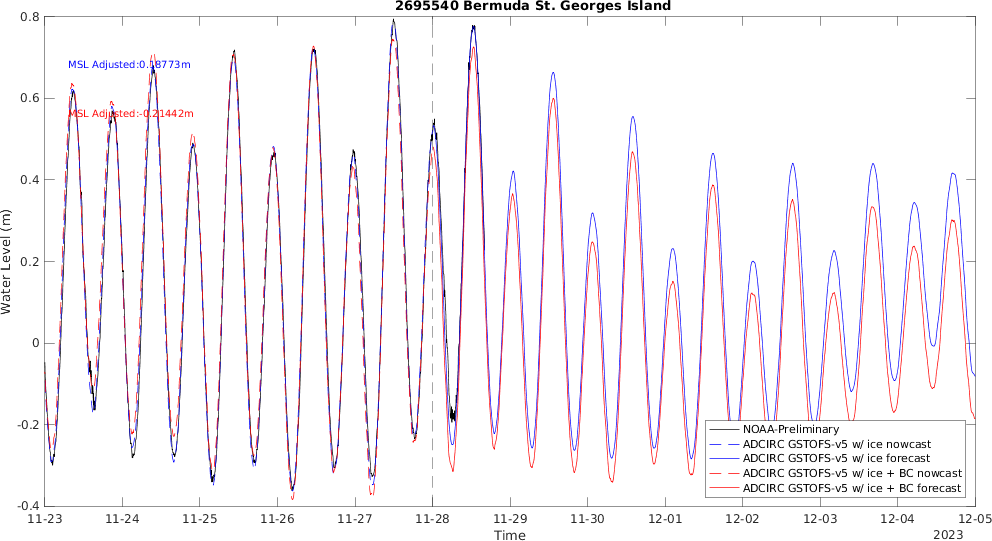 2695540 Bermuda St. Georges Island
0.8
0.6
0.4
0.2
0
-0.2
-0.4
Water Level (m)
MSL Adjusted:0.18773m
MSL Adjusted:-0.21442m
NOAA-Preliminary
ADCIRC GSTOFS-v5 w/ ice nowcast
ADCIRC GSTOFS-v5 w/ ice forecast
ADCIRC GSTOFS-v5 w/ ice + BC nowcast
ADCIRC GSTOFS-v5 w/ ice + BC forecast
11-23 11-24 11-25 11-26 11-27 11-28 11-29 11-30 12-01 12-02 12-03 12-04 12-05
Time
2023